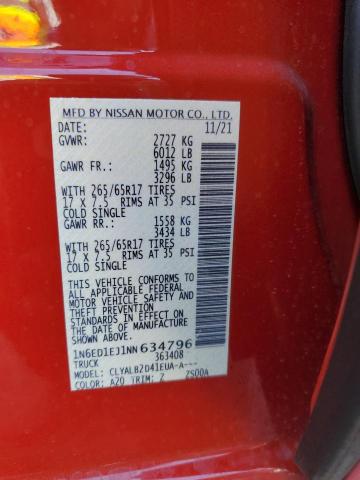 MFD BY NISSAN MOTOR CO., LTD.
DATE: 11/21
GVWR: 2727 KG
6012 LB
GAWR FR.: 1495 KG
3296 LB
WITH 265/65R17 TIRES
17 X 7.5 RIMS AT 35 PSI
COLD SINGLE
GAWR RR.: 1558 KG
3434 LB
WITH 265/65R17 TIRES
17 X 7.5 RIMS AT 35 PSI
COLD SINGLE
THIS VEHICLE CONFORMS TO
ALL APPLICABLE FEDERAL
MOTOR VEHICLE SAFETY AND
THEFT PREVENTION
STANDARDS IN EFFECT ON
THE DATE OF MANUFACTURE
SHOWN ABOVE.
1N6ED1EJ1NN634796
TRUCK 363408
MODEL: CLYALB2D41EUA-A---
COLOR: AZO TRIM: Z ZS00A